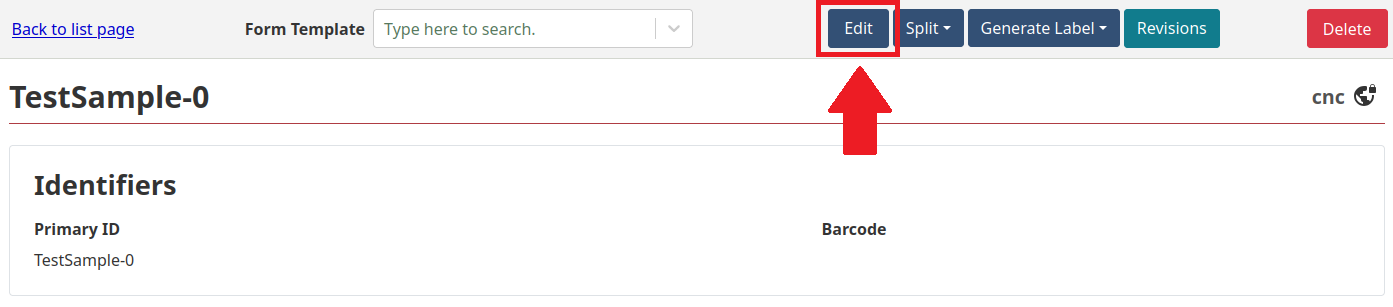 Back to list page Form Template Type here to search. Edit Split Generate Label Revisions Delete
TestSample-0 cnc
Identifiers
Primary ID Barcode
TestSample-0